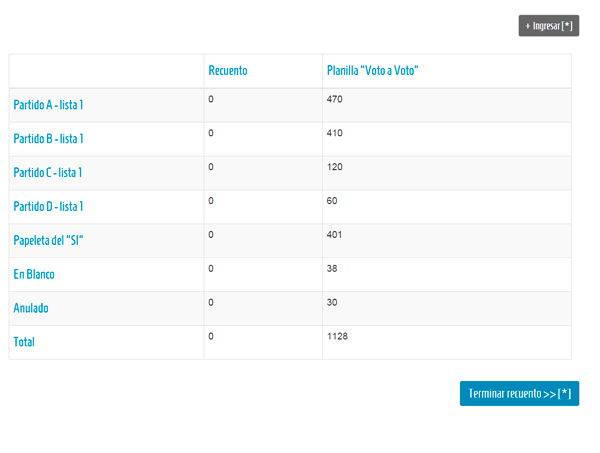 + Ingresar [*]
Recuento Planilla "Voto a Voto"
Partido A - lista 1 0 470
Partido B - lista 1 0 410
Partido C - lista 1 0 120
Partido D - lista 1 0 60
Papeleta del "SI" 0 401
En Blanco 0 38
Anulado 0 30
Total 0 1128
Terminar recuento >> [*]